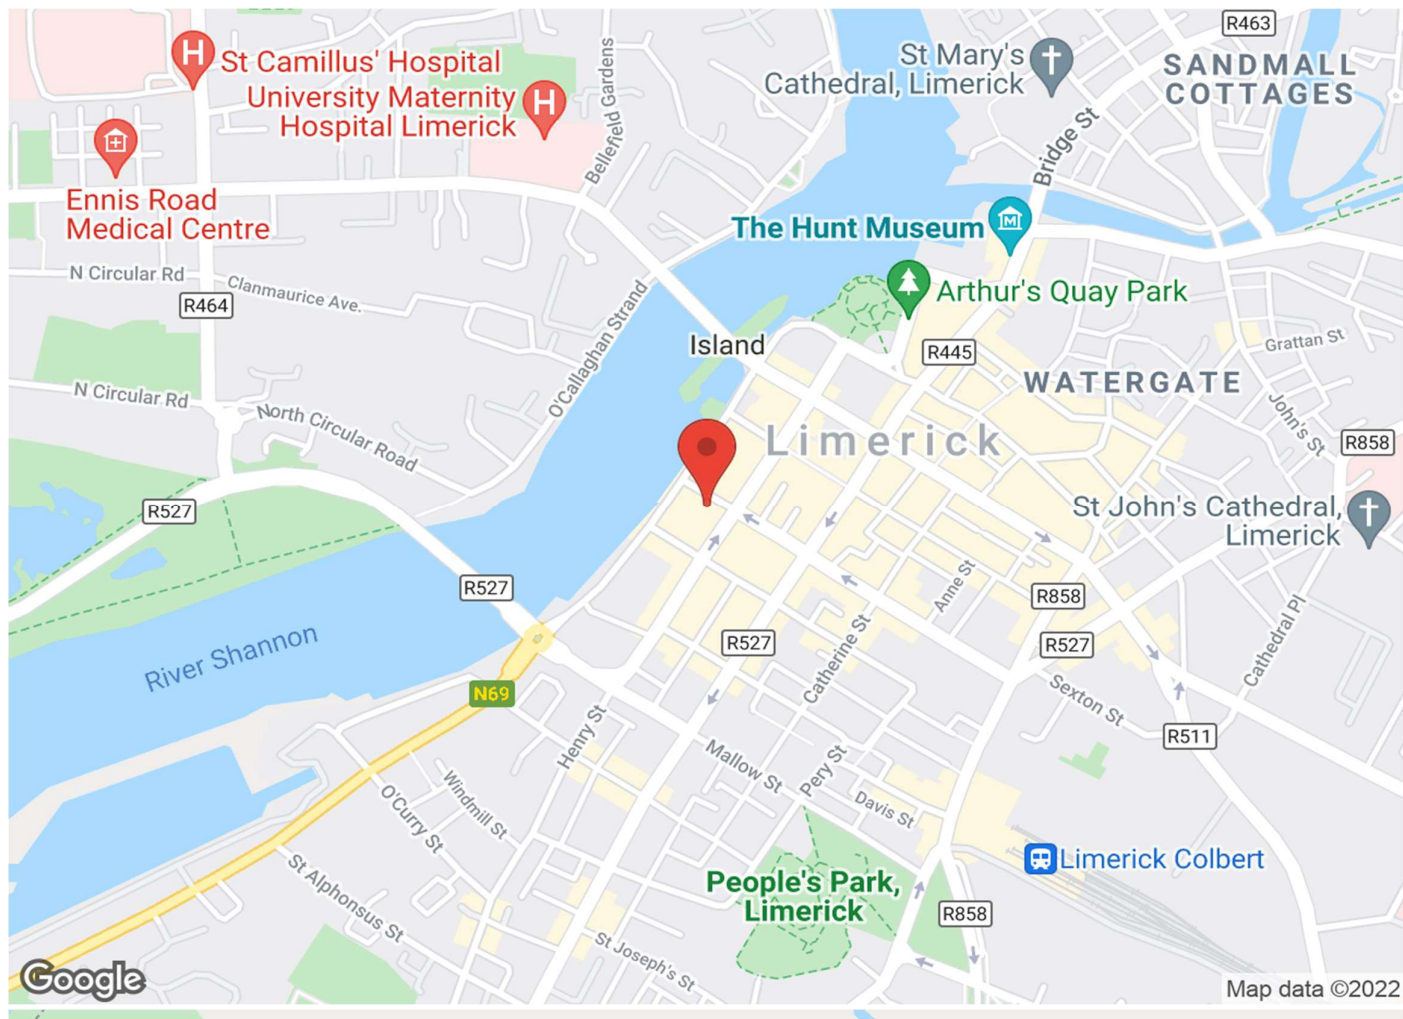 R463
St Mary's
Cathedral, Limerick
SANDMALL
COTTAGES
St Camillus' Hospital
University Maternity
Hospital Limerick
Bellefield Gardens
Bridge St
Ennis Road
Medical Centre
The Hunt Museum
N Circular Rd
Clanmaurice Ave.
R464
Arthur's Quay Park
O'Callaghan Strand
Island
R445
Grattan St
WATERGATE
N Circular Rd
North Circular Road
Limerick
John's St
R858
R527
St John's Cathedral,
Limerick
R527
Anne St
R858
Cathedral Pl
River Shannon
R527
R527
Catherine St
N69
Sexton St
R511
Henry St
Mallow St
Pery St
Windmill St
O'Curry St
Davis St
Limerick Colbert
St Alphonsus St
People's Park,
Limerick
R858
St Joseph's St
Google
Map data ©2022